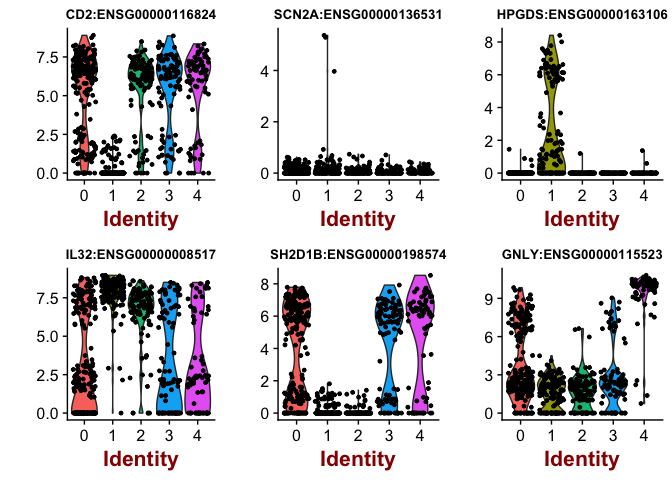 CD2:ENSG00000116824
7.5
5.0
2.5
0.0
0 1 2 3 4
Identity
SCN2A:ENSG00000136531
4
2
0
0 1 2 3 4
Identity
HPGDS:ENSG00000163106
8
6
4
2
0
0 1 2 3 4
Identity
IL32:ENSG00000008517
7.5
5.0
2.5
0.0
0 1 2 3 4
Identity
SH2D1B:ENSG00000198574
8
6
4
2
0
0 1 2 3 4
Identity
GNLY:ENSG00000115523
9
6
3
0
0 1 2 3 4
Identity